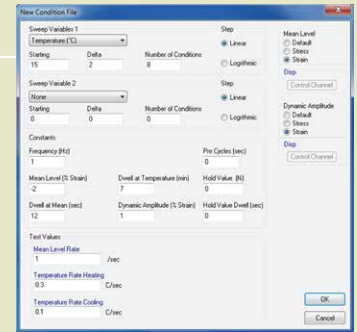 New Condition File
Sweep Variables 1
Step
Temperature (°C)
Linear
Starting
Delta
Number of Conditions
15
2
8
Logrithmic
Sweep Variable 2
Step
None
Linear
Starting
Delta
Number of Conditions
0
0
0
Logrithmic
Constants
Frequency (Hz)
Pre Cycles (sec)
1
0
Mean Level (% Strain)
Dwell at Temperature (min)
Hold Value (N)
-2
7
0
Dwell at Mean (sec)
Dynamic Amplitude (% Strain)
Hold Value Dwell (sec)
12
1
0
Test Values
Mean Level Rate
1
/sec
Temperature Rate Heating
0.3
C/sec
Temperature Rate Cooling
0.1
C/sec
Mean Level
Default
Stress
Strain
Disp
Control Channel
Dynamic Amplitude
Default
Stress
Strain
Disp
Control Channel
OK
Cancel